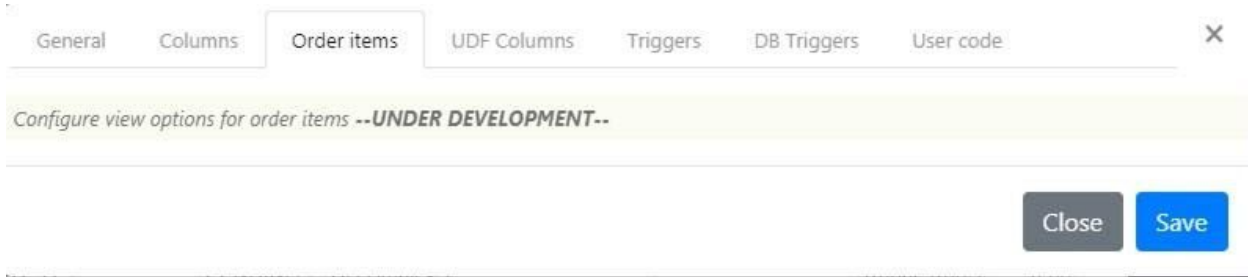 General Columns Order items UDF Columns Triggers DB Triggers User code ×
Configure view options for order items --UNDER DEVELOPMENT--
Close Save